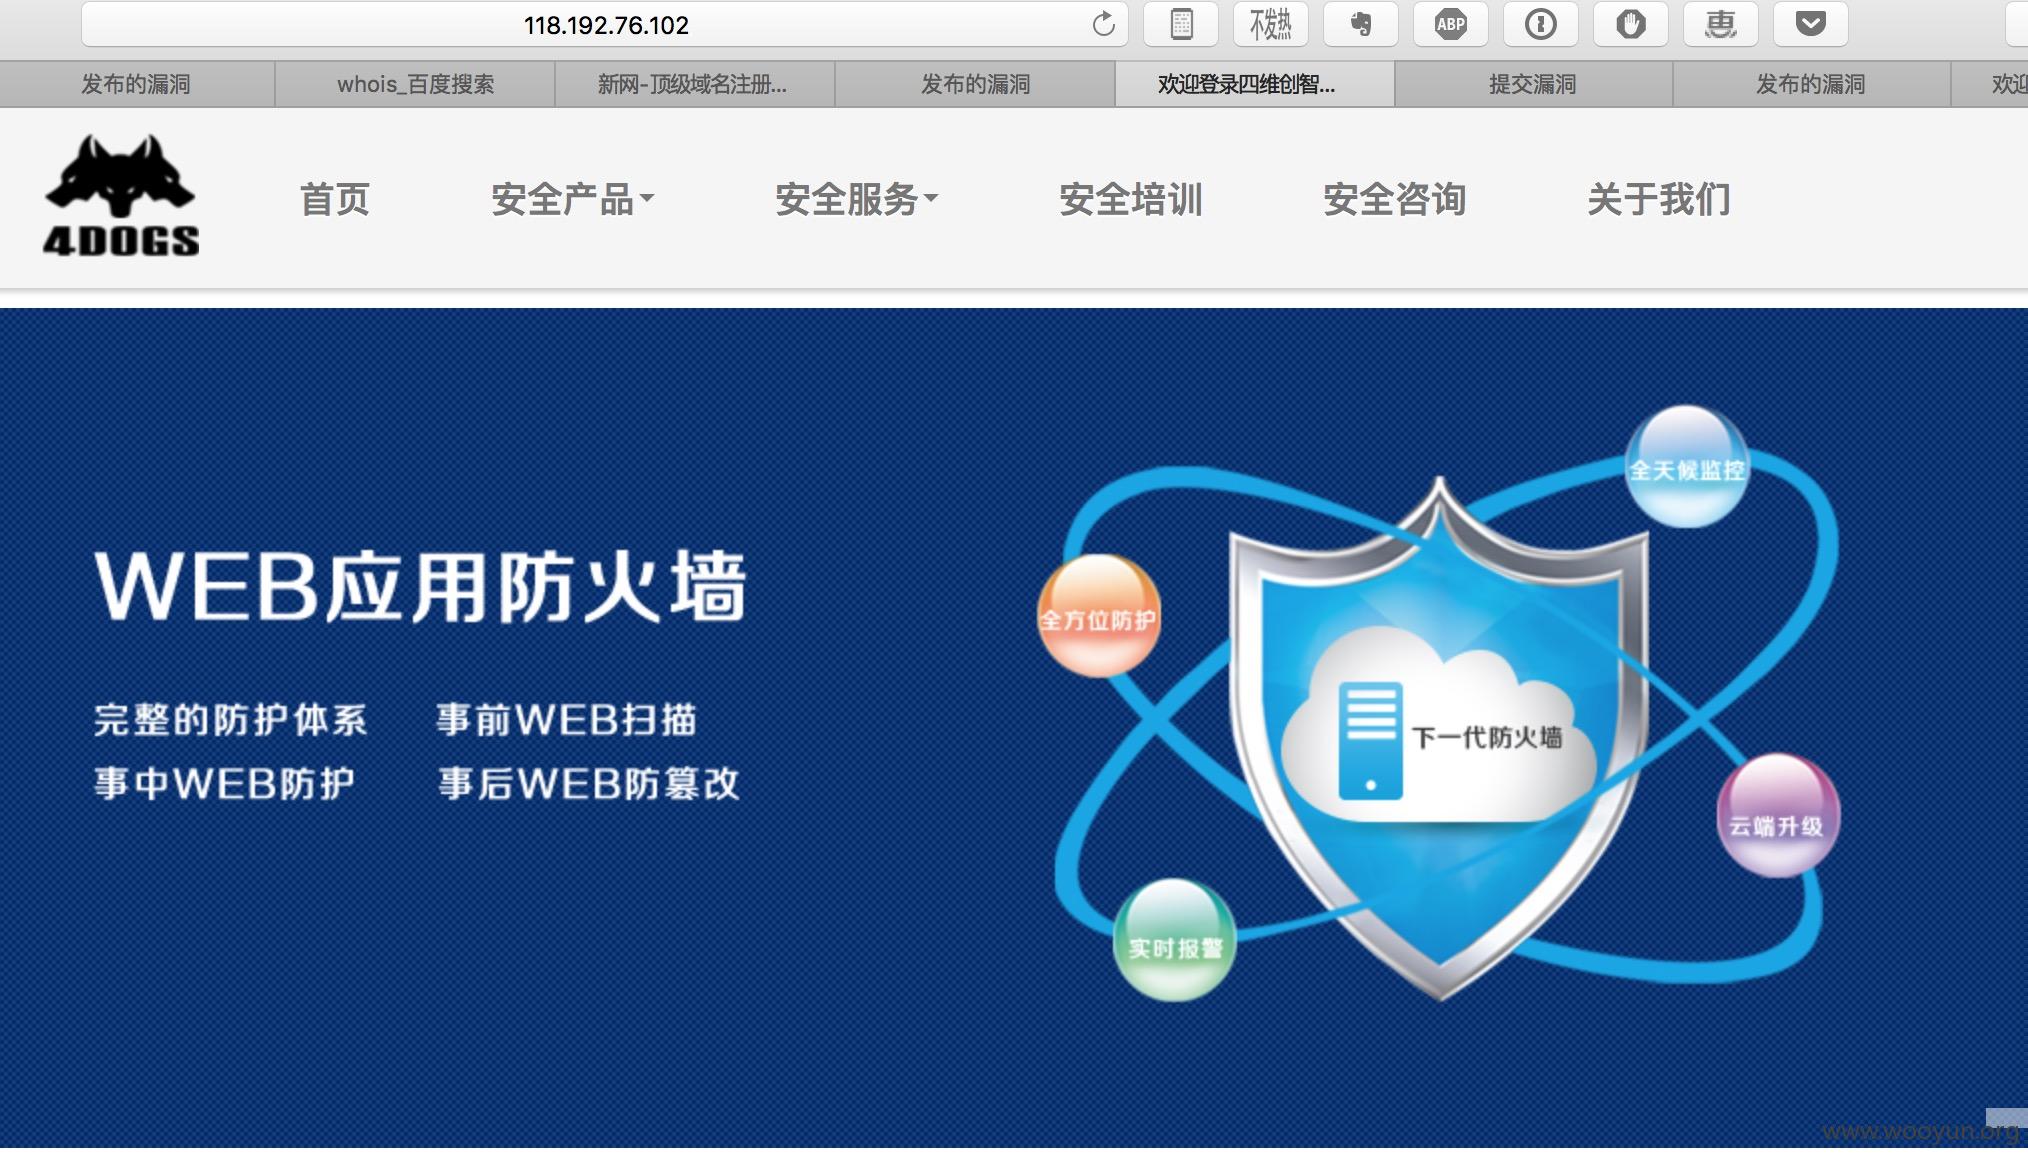 118.192.76.102
不发热
ABP
惠
发布的漏洞
whois_百度搜索
新网-顶级域名注册...
发布的漏洞
欢迎登录四维创智...
提交漏洞
发布的漏洞
欢迎
4DOGS
首页
安全产品
安全服务
安全培训
安全咨询
关于我们
全天候监控
WEB应用防火墙
全方位防护
完整的防护体系 事前WEB扫描
下一代防火墙
事中WEB防护 事后WEB防篡改
云端升级
实时报警
www.wooyun.org